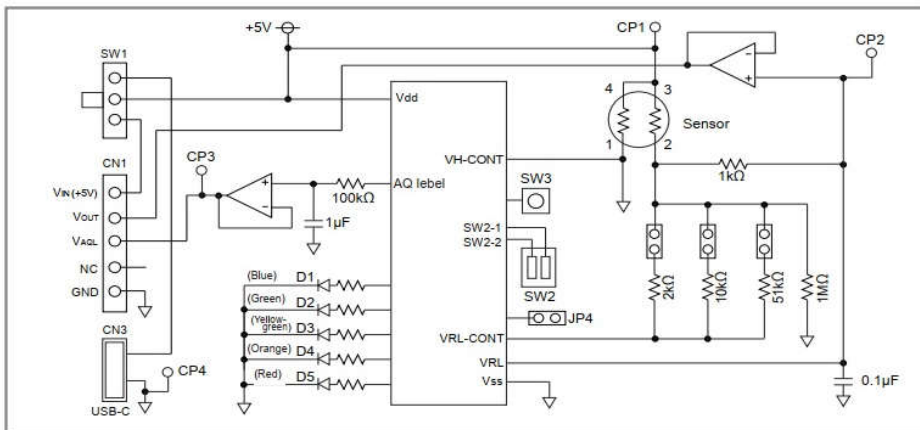 +5V
CP1
CP2
SW1
4
3
Vdd
Sensor
1
2
CN1
CP3
VH-CONT
1kΩ
VIN (+5V)
AQ lebel
SW3
100kΩ
VOUT
1µF
SW2-1
VAQL
SW2-2
NC
(Blue)
D1
2kΩ
10kΩ
51kΩ
1MΩ
GND
(Green)
D2
SW2
(Yellow-
green)
D3
JP4
CN3
(Orange)
D4
VRL-CONT
CP4
(Red)
D5
VRL
Vss
0.1µF
USB-C
+
-
+
-